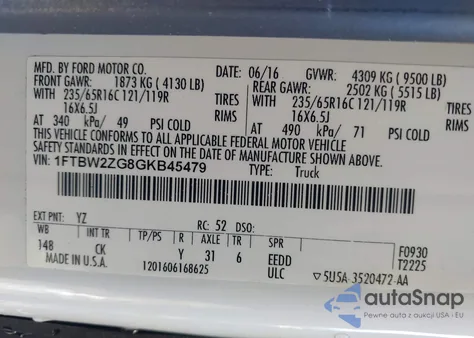 MFD. BY FORD MOTOR CO.
06/16 GVWR: 4309 KG (9500 LB)
FRONT GAWR: 1873 KG (4130 LB) REAR GAWR: 2502 KG (5515 LB)
WITH 235/65R16C 121/119R TIRES WITH 235/65R16C 121/119R TIRES
16X6.5J RIMS 16X6.5J RIMS
AT 340 kPa/ 49 PSI COLD AT 490 kPa/ 71 PSI COLD
THIS VEHICLE CONFORMS TO ALL APPLICABLE FEDERAL MOTOR VEHICLE
SAFETY STANDARDS IN EFFECT ON THE DATE OF MANUFACTURE SHOWN ABOVE.
VIN: 1FTBW2ZG8GKB45479 TYPE: Truck
EXT PNT: YZ RC: 52 DSO:
WB INT TR TP/PS R AXLE TR SPR F0930
148 CK Y 31 6 EEDD T2225
MADE IN U.S.A. 1201606168625 ULC ▽5U5A-3520472-AA
autoSnap
Pewne auta z USA i EU